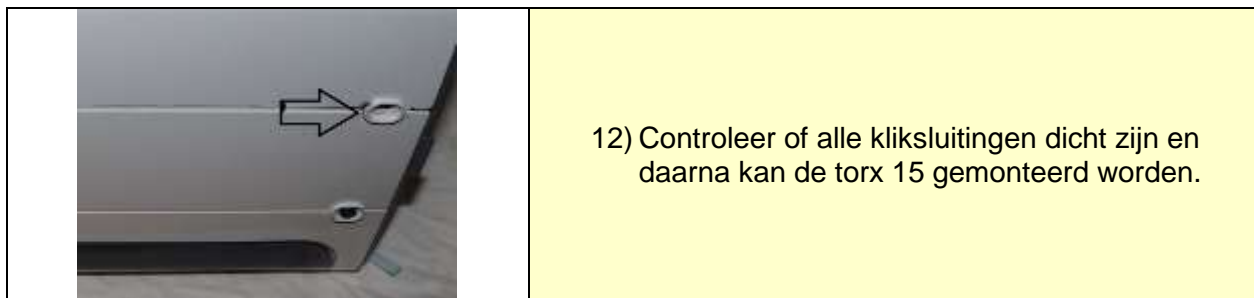 12) Controleer of alle kliksluitingen dicht zijn en
daarna kan de torx 15 gemonteerd worden.